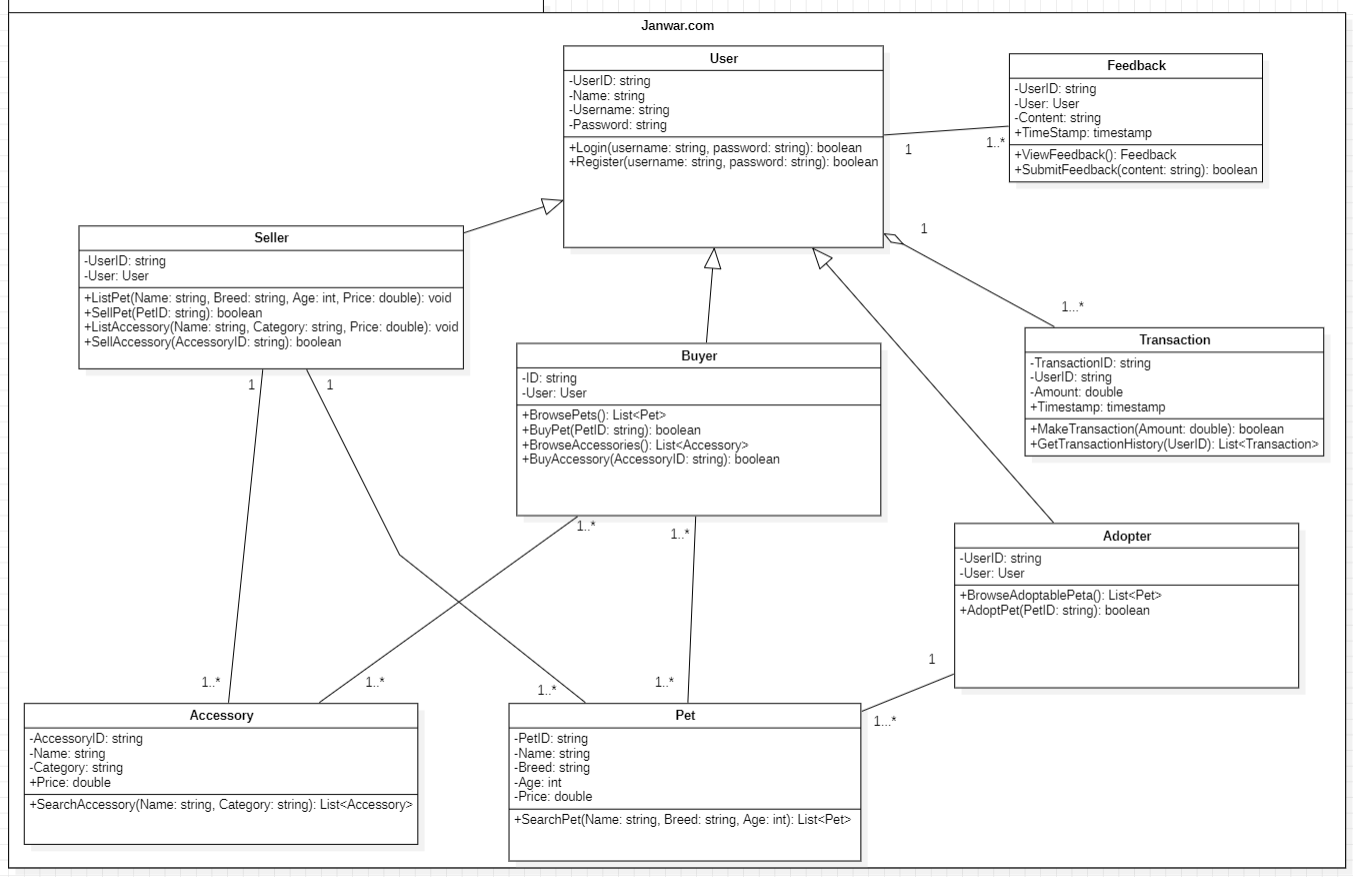 Janwar.com
User
-UserID: string
-Name: string
-Username: string
-Password: string
+Login(username: string, password: string): boolean
+Register(username: string, password: string): boolean
Feedback
-UserID: string
-User: User
-Content: string
+TimeStamp: timestamp
+ViewFeedback(): Feedback
+SubmitFeedback(content: string): boolean
1
1..*
Seller
-UserID: string
-User: User
+ListPet(Name: string, Breed: string, Age: int, Price: double): void
+SellPet(PetID: string): boolean
+ListAccessory(Name: string, Category: string, Price: double): void
+SellAccessory(AccessoryID: string): boolean
1
1...*
Transaction
-TransactionID: string
-UserID: string
-Amount: double
+Timestamp: timestamp
+MakeTransaction(Amount: double): boolean
+GetTransactionHistory(UserID): List<Transaction>
Buyer
-ID: string
-User: User
+BrowsePets(): List<Pet>
+BuyPet(PetID: string): boolean
+BrowseAccessories(): List<Accessory>
+BuyAccessory(AccessoryID: string): boolean
1
1
1..*
1..*
Adopter
-UserID: string
-User: User
+BrowseAdoptablePeta(): List<Pet>
+AdoptPet(PetID: string): boolean
1
1...*
1..*
1..*
1..*
1..*
Accessory
-AccessoryID: string
-Name: string
-Category: string
+Price: double
+SearchAccessory(Name: string, Category: string): List<Accessory>
Pet
-PetID: string
-Name: string
-Breed: string
-Age: int
-Price: double
+SearchPet(Name: string, Breed: string, Age: int): List<Pet>